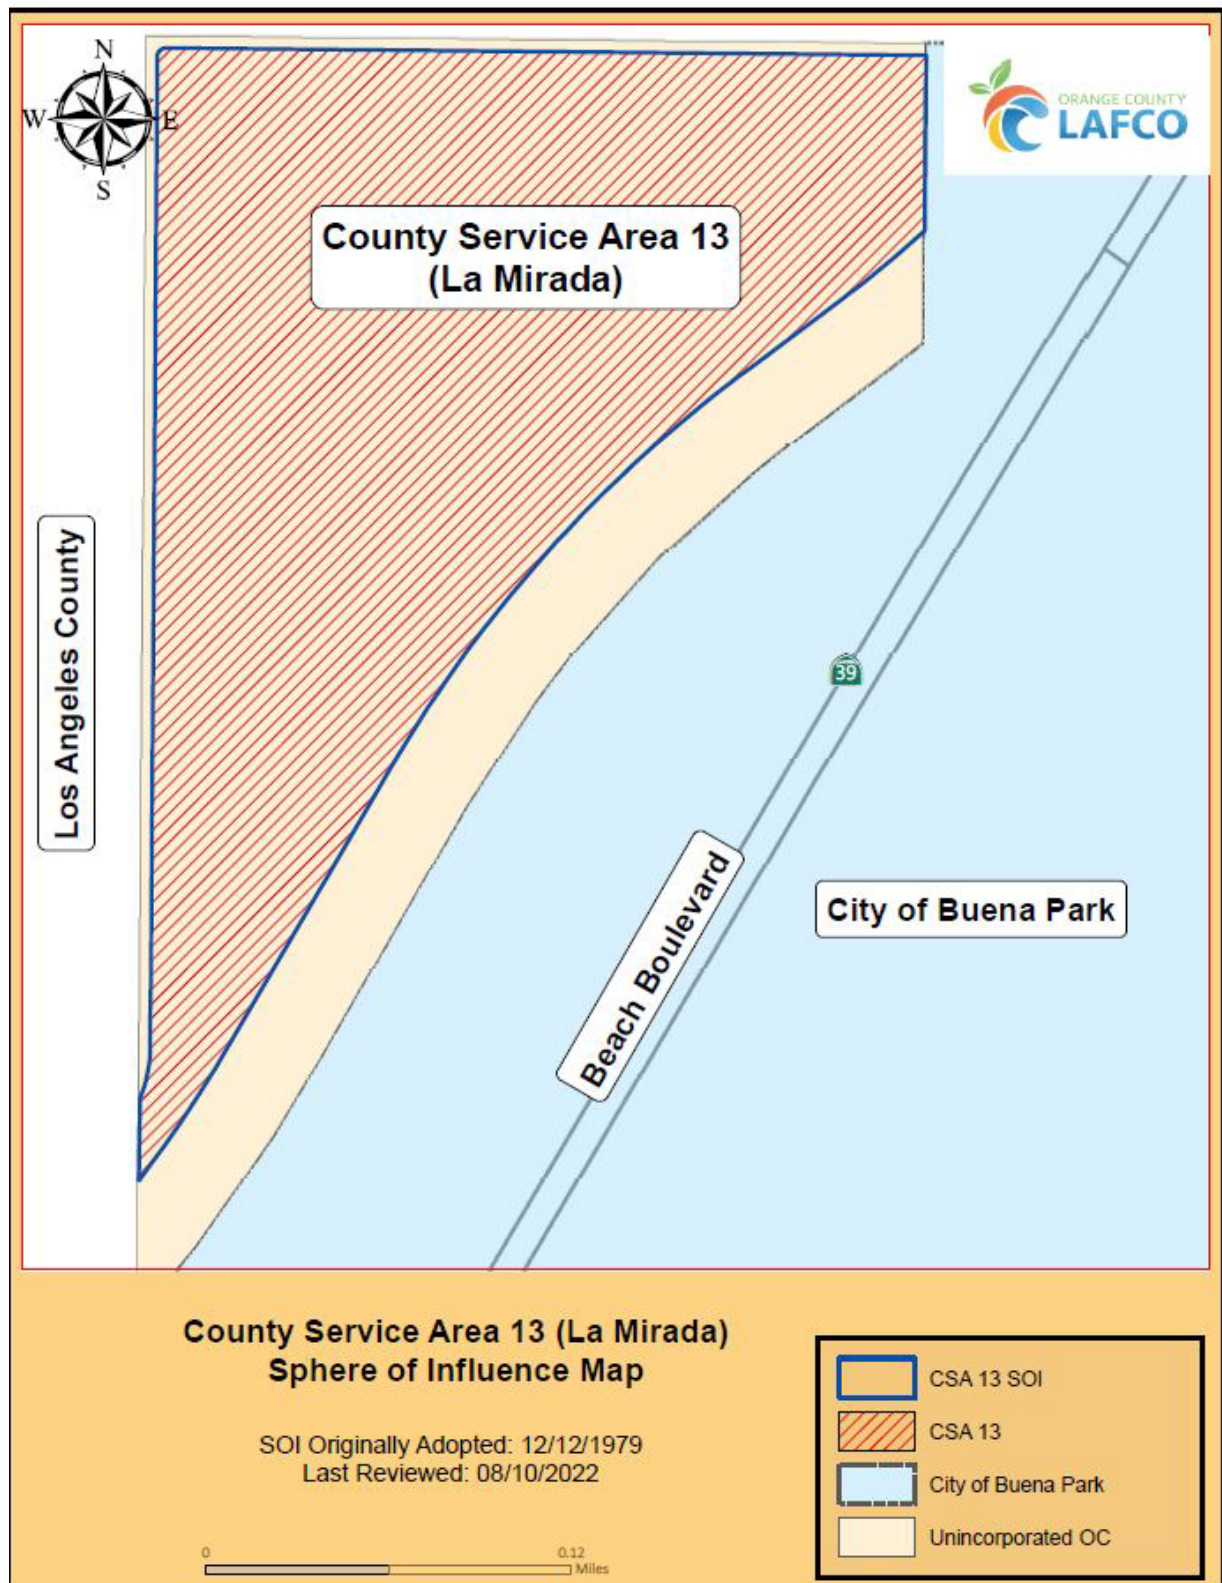 N
W
E
S
ORANGE COUNTY
LAFCO
County Service Area 13
(La Mirada)
Los Angeles County
39
Beach Boulevard
City of Buena Park
County Service Area 13 (La Mirada)
Sphere of Influence Map
SOI Originally Adopted: 12/12/1979
Last Reviewed: 08/10/2022
0
0.12
Miles
CSA 13 SOI
CSA 13
City of Buena Park
Unincorporated OC